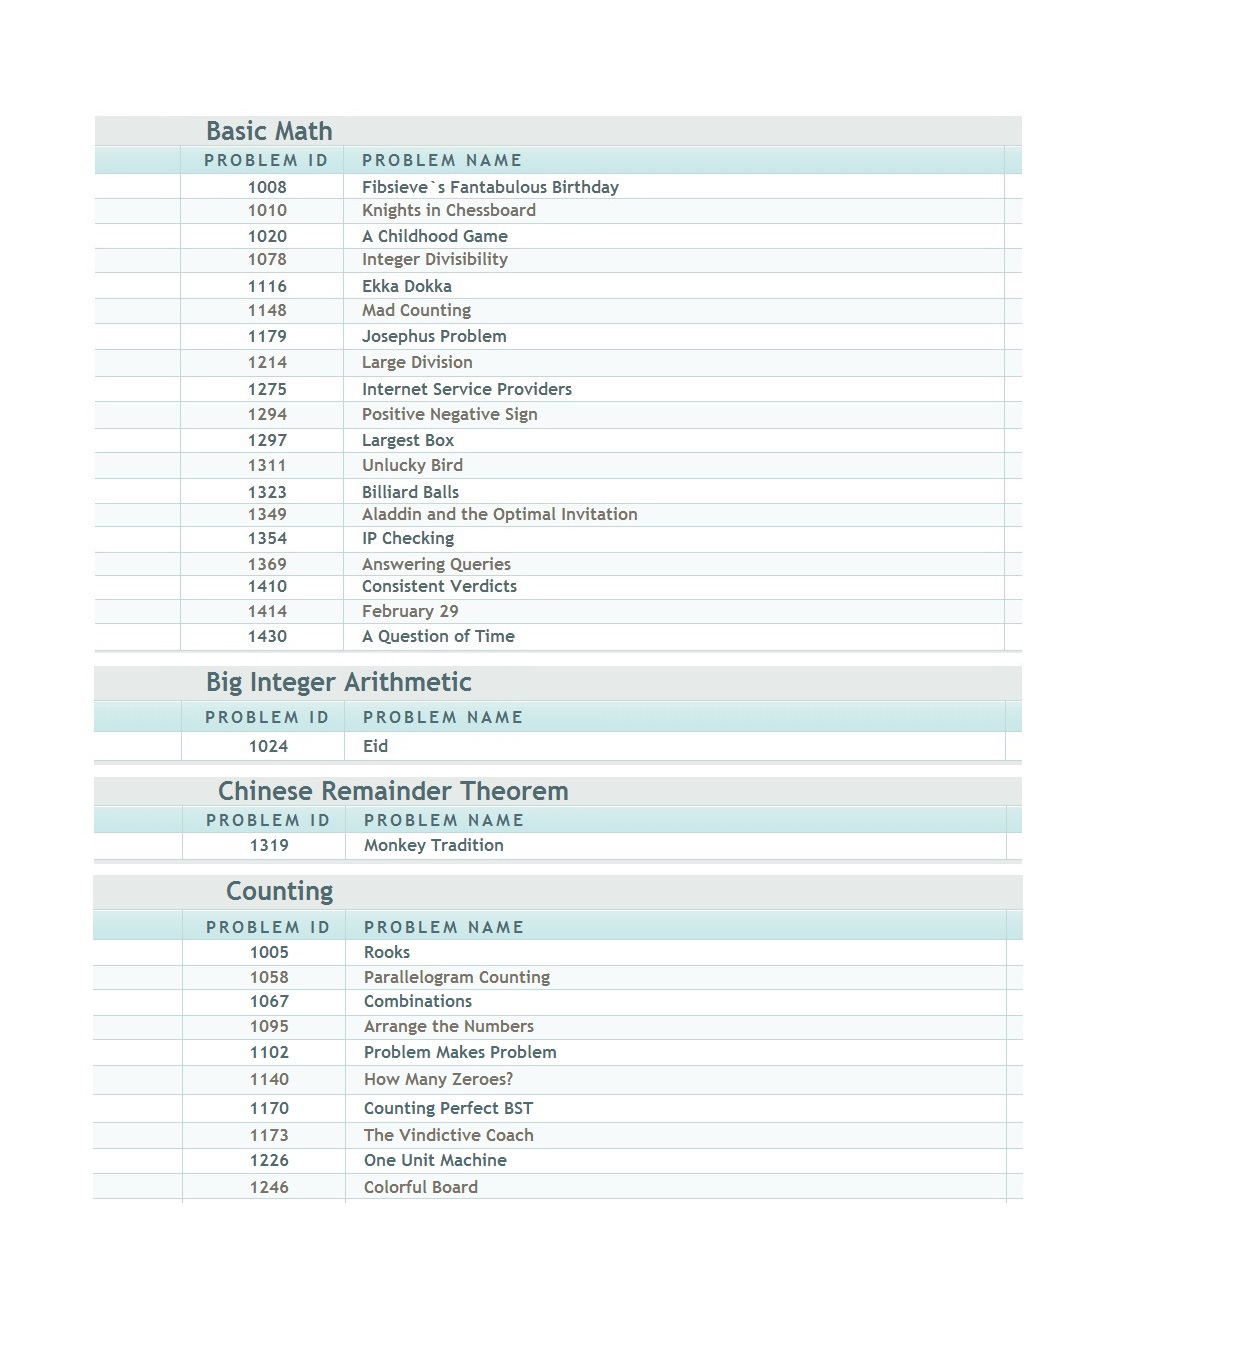 Basic Math
PROBLEM ID PROBLEM NAME
1008 Fibsieve`s Fantabulous Birthday
1010 Knights in Chessboard
1020 A Childhood Game
1078 Integer Divisibility
1116 Ekka Dokka
1148 Mad Counting
1179 Josephus Problem
1214 Large Division
1275 Internet Service Providers
1294 Positive Negative Sign
1297 Largest Box
1311 Unlucky Bird
1323 Billiard Balls
1349 Aladdin and the Optimal Invitation
1354 IP Checking
1369 Answering Queries
1410 Consistent Verdicts
1414 February 29
1430 A Question of Time
Big Integer Arithmetic
PROBLEM ID PROBLEM NAME
1024 Eid
Chinese Remainder Theorem
PROBLEM ID PROBLEM NAME
1319 Monkey Tradition
Counting
PROBLEM ID PROBLEM NAME
1005 Rooks
1058 Parallelogram Counting
1067 Combinations
1095 Arrange the Numbers
1102 Problem Makes Problem
1140 How Many Zeroes?
1170 Counting Perfect BST
1173 The Vindictive Coach
1226 One Unit Machine
1246 Colorful Board